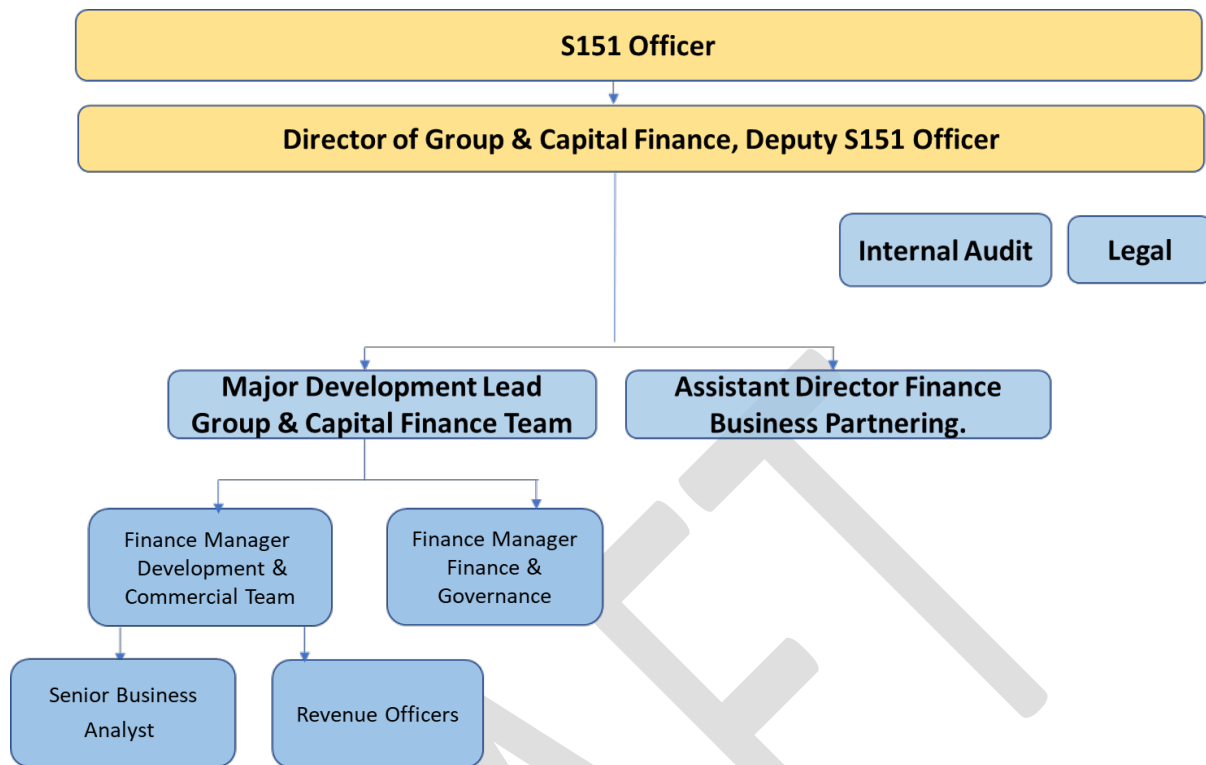 S151 Officer
Director of Group & Capital Finance, Deputy S151 Officer
Internal Audit
Legal
Major Development Lead
Group & Capital Finance Team
Assistant Director Finance
Business Partnering.
Finance Manager
Development &
Commercial Team
Finance Manager
Finance &
Governance
Senior Business
Analyst
Revenue Officers